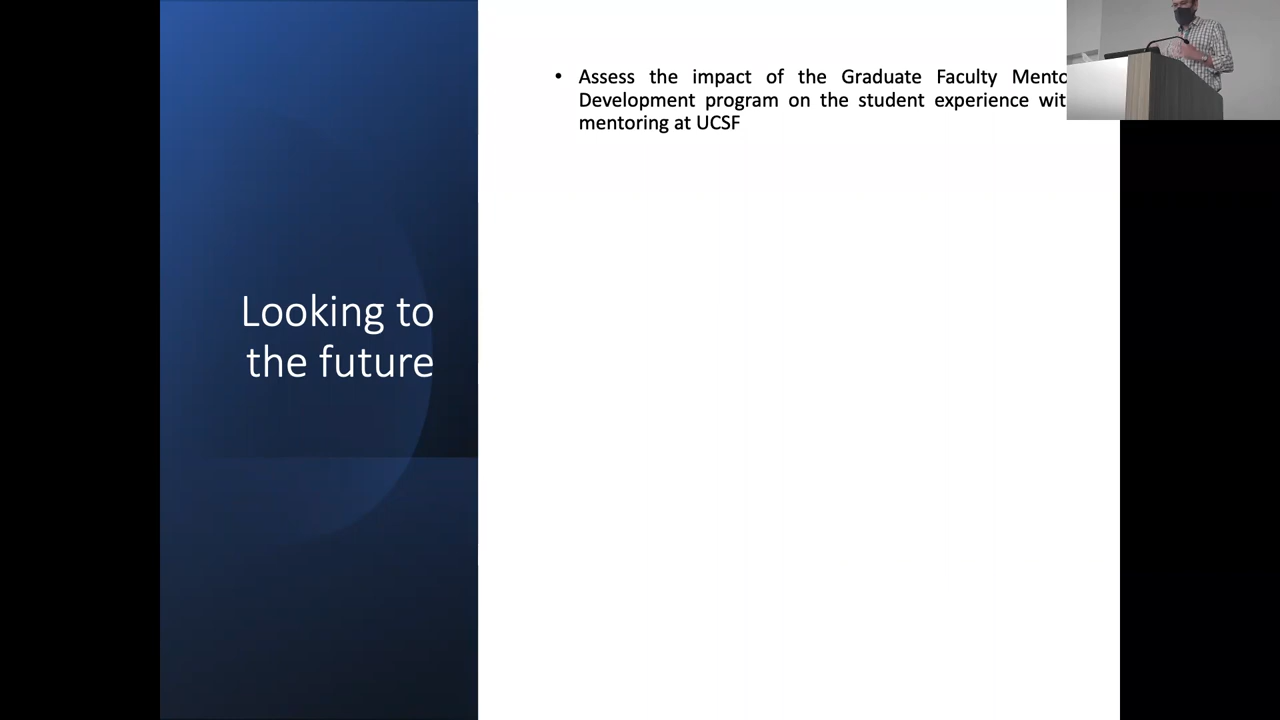 Looking to
the future
• Assess the impact of the Graduate Faculty
Development program on the student experience
mentoring at UCSF